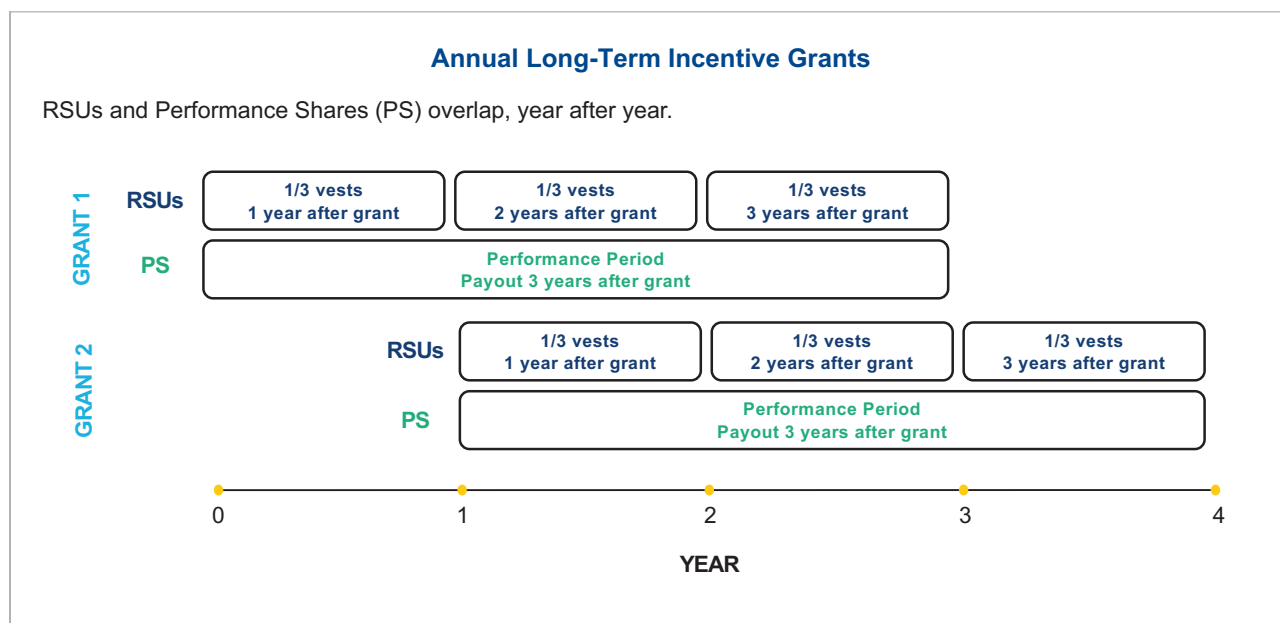 Annual Long-Term Incentive Grants
RSUs and Performance Shares (PS) overlap, year after year.
GRANT 1
RSUs
1/3 vests
1 year after grant
1/3 vests
2 years after grant
1/3 vests
3 years after grant
PS
Performance Period
Payout 3 years after grant
GRANT 2
RSUs
1/3 vests
1 year after grant
1/3 vests
2 years after grant
1/3 vests
3 years after grant
PS
Performance Period
Payout 3 years after grant
0 1 2 3 4
YEAR